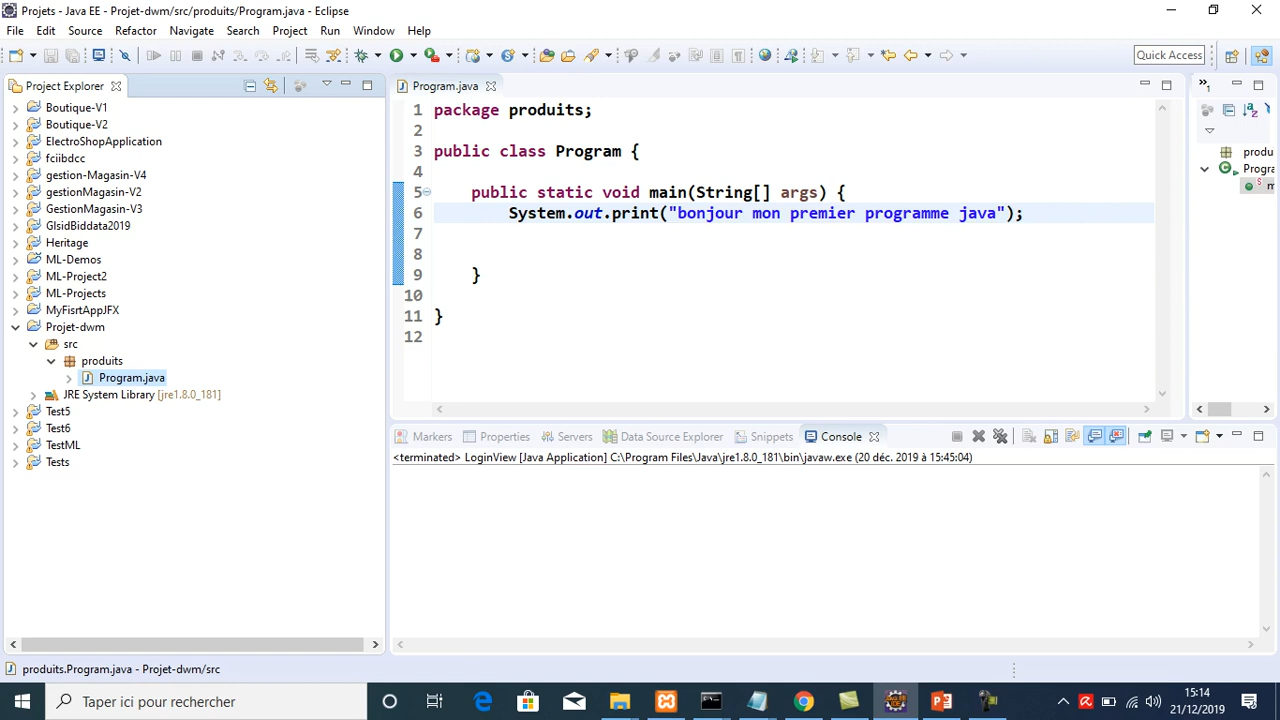 Projets - Java EE - Projet-dwm/src/produits/Program.java - Eclipse
File Edit Source Refactor Navigate Search Project Run Window Help
Quick Access
Project Explorer
Boutique-V1
Boutique-V2
ElectroShopApplication
fciibdcc
gestion-Magasin-V4
gestionMagasin-V2
GestionMagasin-V3
GlsidBiddata2019
Heritage
ML-Demos
ML-Project2
ML-Projects
MyFisrtAppJFX
Projet-dwm
src
produits
Program.java
JRE System Library [jre1.8.0_181]
Test5
Test6
TestML
Tests
Program.java
1 package produits;
2
3 public class Program {
4
5 public static void main(String[] args) {
6 System.out.print("bonjour mon premier programme java");
7
8
9 }
10
11 }
12
produ
Progra
m
Markers Properties Servers Data Source Explorer Snippets Console
<terminated> LoginView [Java Application] C:\Program Files\Java\jre1.8.0_181\bin\javaw.exe (20 déc. 2019 à 15:45:04)
produits.Program.java - Projet-dwm/src
Taper ici pour rechercher
15:14
21/12/2019